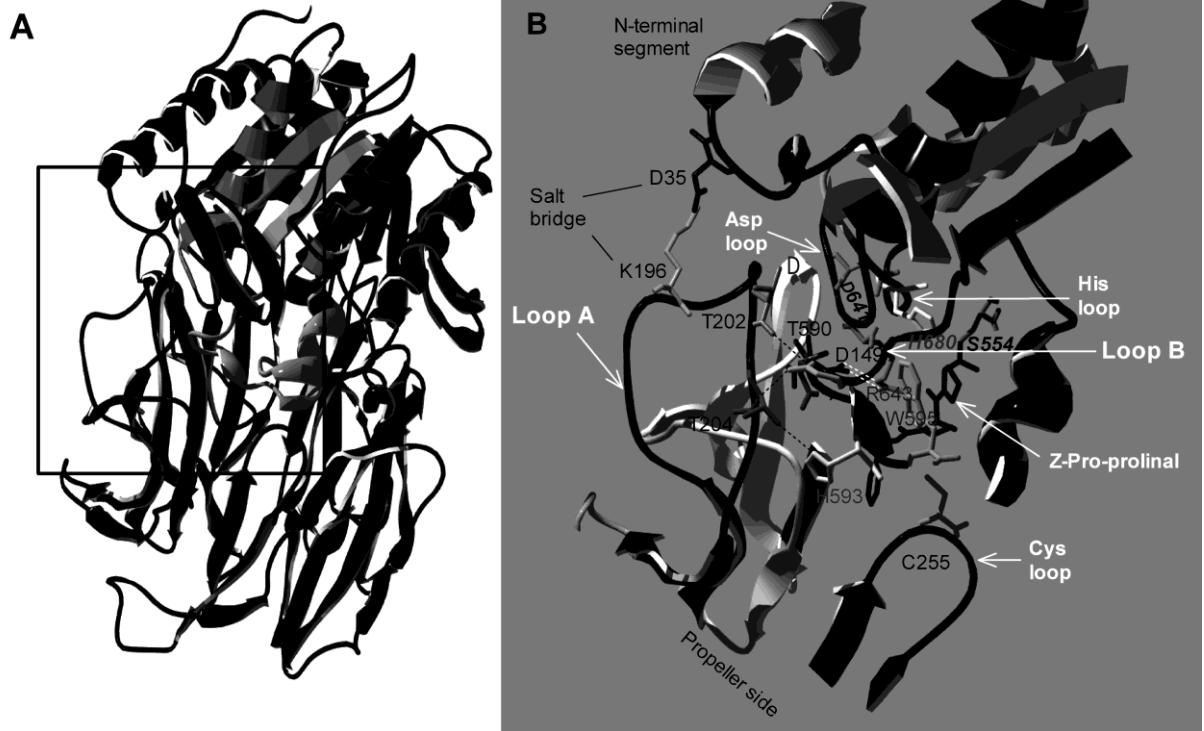 A
B
N-terminal
segment
D35
Salt
bridge
Asp
loop
K196
D
D641
His
loop
Loop A
T202
T590
H680
S554
D149
Loop B
R643
W595
T204
Z-Pro-prolinal
H593
C255
Cys
loop
Propeller side